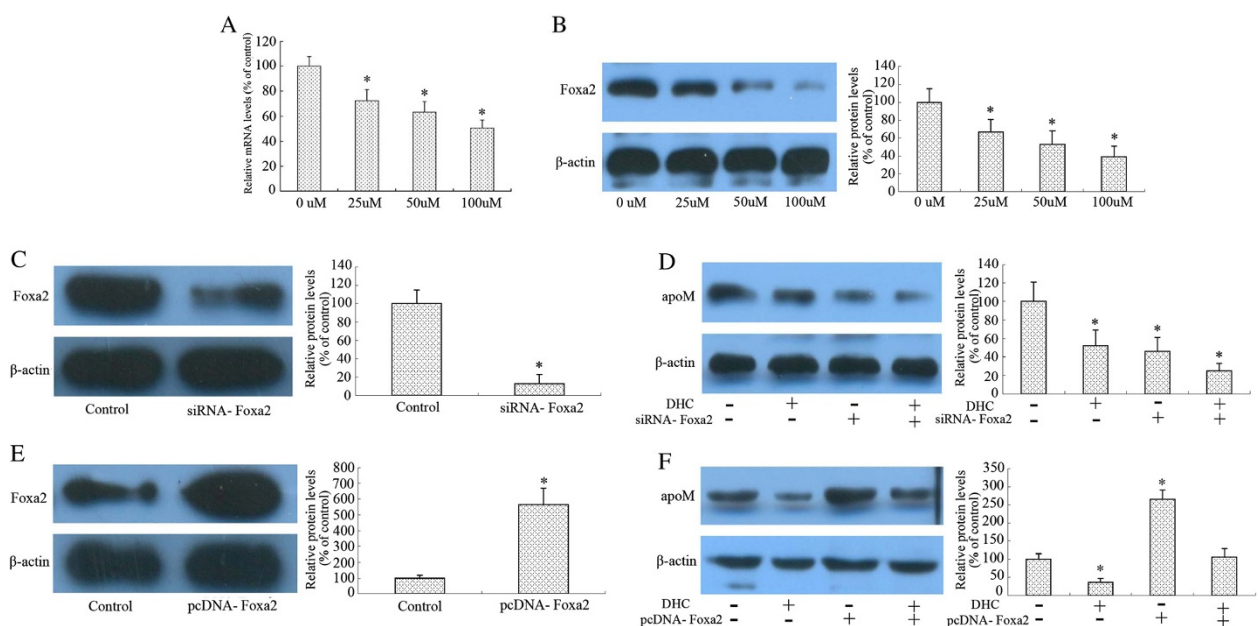 A
Relative mRNA levels (% of control)
120
100
80
60
40
20
0
*
*
*
0 uM 25uM 50uM 100uM
B
Foxa2
β-actin
0 uM 25uM 50uM 100uM
Relative protein levels
(% of control)
140
120
100
80
60
40
20
0
*
*
*
0 uM 25uM 50uM 100uM
C
Foxa2
β-actin
Control siRNA- Foxa2
Relative protein levels
(% of control)
140
120
100
80
60
40
20
0
*
Control siRNA- Foxa2
D
apoM
β-actin
DHC - + - +
siRNA- Foxa2 - - + +
Relative protein levels
(% of control)
140
120
100
80
60
40
20
0
*
*
*
DHC - + - +
siRNA- Foxa2 - - + +
E
Foxa2
β-actin
Control pcDNA- Foxa2
Relative protein levels
(% of control)
800
700
600
500
400
300
200
100
0
*
Control pcDNA- Foxa2
F
apoM
β-actin
DHC - + - +
pcDNA- Foxa2 - - + +
Relative protein levels
(% of control)
350
300
250
200
150
100
50
0
*
*
DHC - + - +
pcDNA- Foxa2 - - + +